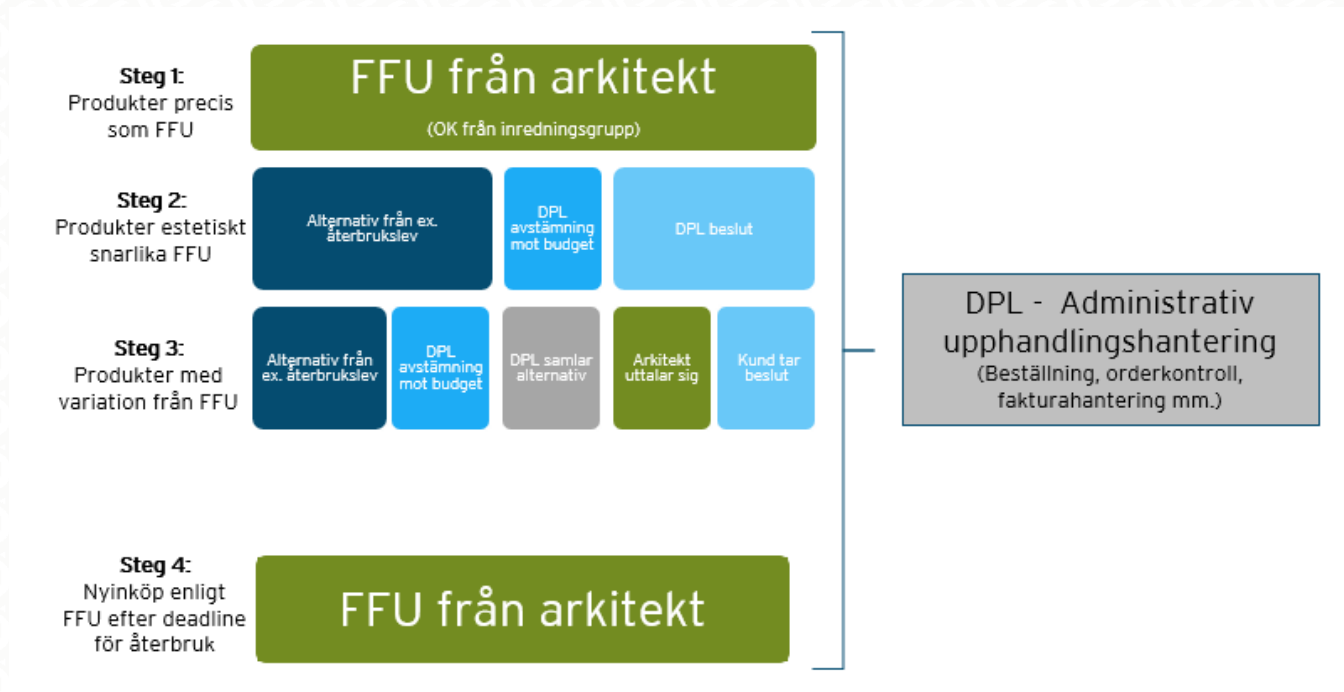 Steg 1:
Produkter precis
som FFU
FFU från arkitekt
(OK från inredningsgrupp)
Steg 2:
Produkter estetiskt
snarlika FFU
Alternativ från ex.
återbrukslev
DPL
avstämning
mot budget
DPL beslut
Steg 3:
Produkter med
variation från FFU
Alternativ från
ex. återbrukslev
DPL
avstämning
mot budget
DPL samlar
alternativ
Arkitekt
uttalar sig
Kund tar
beslut
Steg 4:
Nyinköp enligt
FFU efter deadline
för återbruk
FFU från arkitekt
DPL - Administrativ
upphandlingshantering
(Beställning, orderkontroll,
fakturahantering mm.)